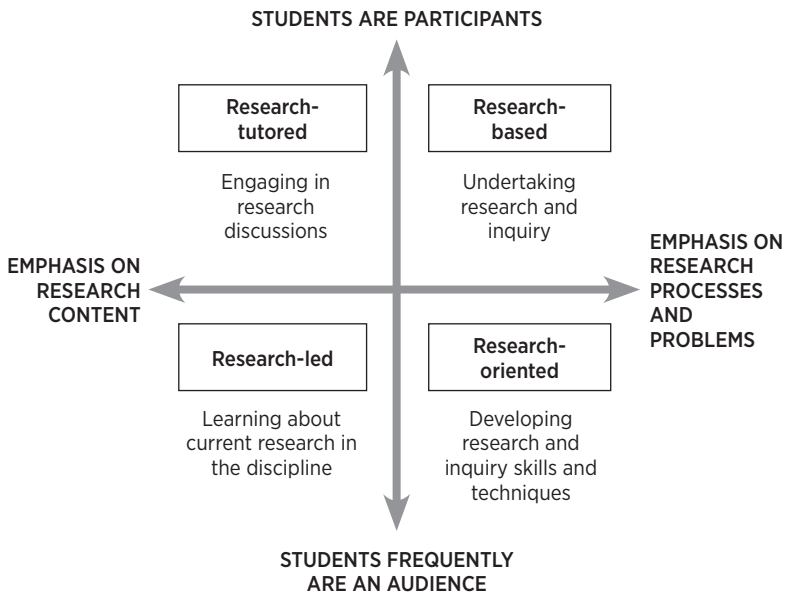 STUDENTS ARE PARTICIPANTS
Research-
tutored
Engaging in
research
discussions
Research-
based
Undertaking
research and
inquiry
EMPHASIS ON
RESEARCH
CONTENT
EMPHASIS ON
RESEARCH
PROCESSES
AND
PROBLEMS
Research-led
Learning about
current research in
the discipline
Research-
oriented
Developing
research and
inquiry skills and
techniques
STUDENTS FREQUENTLY
ARE AN AUDIENCE